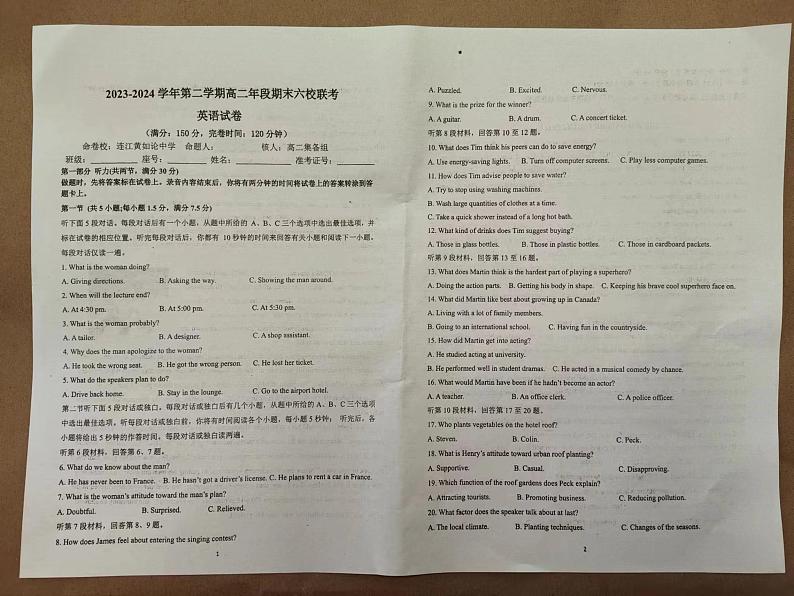 2023-2024 学年第二学期高二年段期末六校联考
英语试卷
（满分：150 分，完卷时间：120 分钟）
命卷校：连江黄如论中学 命题人： 核人：高二集备组
班级：__________ 座号：________ 姓名：____________ 准考证号：__________
第一部分 听力(共两节，满分 30 分)
做题时，先将答案标在试卷上。录音内容结束后，你将有两分钟的时间将试卷上的答案转涂到答
题卡上。
第一节 (共 5 小题;每小题 1.5 分，满分 7.5 分)
听下面 5 段对话。每段对话后有一个小题，从题中所给的 A、B、C 三个选项中选出最佳选项，并
标在试卷的相应位置。听完每段对话后，你都有 10 秒钟的时间来回答有关小题和阅读下一小题。
每段对话仅读一遍。
1. What is the woman doing?
A. Giving directions. B. Asking the way. C. Showing the man around.
2. When will the lecture end?
A. At 4:30 pm. B. At 5:00 pm. C. At 5:30 pm.
3. What is the woman probably?
A. A tailor. B. A designer. C. A shop assistant.
4. Why does the man apologize to the woman?
A. He took the wrong seat. B. He got the wrong person. C. He lost her ticket.
5. What do the speakers plan to do?
A. Drive back home. B. Stay in the lounge. C. Go to the airport hotel.
第二节听下面 5 段对话或独白。每段对话或独白后有几个小题，从题中所给的 A、B、C 三个选项
中选出最佳选项。听每段对话或独白前，你将有时间阅读各个小题，每小题 5 秒钟； 听完后，各
小题将给出 5 秒钟的作答时间。每段对话或独白读两遍。
听第 6 段材料，回答第 6、7 题。
6. What do we know about the man?
A. He has never been to France. B. He hasn't got a driver's license. C. He plans to rent a car in France.
7. What is the woman's attitude toward the man's plan?
A. Doubtful. B. Surprised. C. Relieved.
听第 7 段材料，回答第 8、9 题。
8. How does James feel about entering the singing contest?
1
A. Puzzled. B. Excited. C. Nervous.
9. What is the prize for the winner?
A. A guitar. B. A drum. C. A concert ticket.
听第 8 段材料，回答第 10 至 12 题。
10. What does Tim think his peers can do to save energy?
A. Use energy-saving lights. B. Turn off computer screens. C. Play less computer games.
11. How does Tim advise people to save water?
A. Try to stop using washing machines.
B. Wash large quantities of clothes at a time.
C. Take a quick shower instead of a long hot bath.
12. What kind of drinks does Tim suggest buying?
A. Those in glass bottles. B. Those in plastic bottles. C. Those in cardboard packets.
听第 9 段材料，回答第 13 至 16 题。
13. What does Martin think is the hardest part of playing a superhero?
A. Doing the action parts. B. Getting his body in shape. C. Keeping his brave cool superhero face on.
14. What did Martin like best about growing up in Canada?
A. Living with a lot of family members.
B. Going to an international school. C. Having fun in the countryside.
15. How did Martin get into acting?
A. He studied acting at university.
B. He performed well in student dramas. C. He acted in a musical comedy by chance.
16. What would Martin have been if he hadn't become an actor?
A. A teacher. B. An office clerk. C. A police officer.
听第 10 段材料，回答第 17 至 20 题。
17. Who plants vegetables on the hotel roof?
A. Steven. B. Colin. C. Peck.
18. What is Henry's attitude toward urban roof planting?
A. Supportive. B. Casual. C. Disapproving.
19. Which function of the roof gardens does Peck explain?
A. Attracting tourists. B. Promoting business. C. Reducing pollution.
20. What factor does the speaker talk about at last?
A. The local climate. B. Planting techniques. C. Changes of the seasons.
2